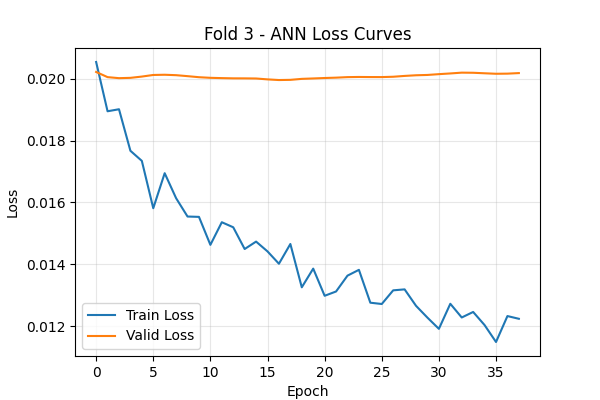 Fold 3 - ANN Loss Curves
Loss
0.020
0.018
0.016
0.014
0.012
Train Loss
Valid Loss
0 5 10 15 20 25 30 35
Epoch